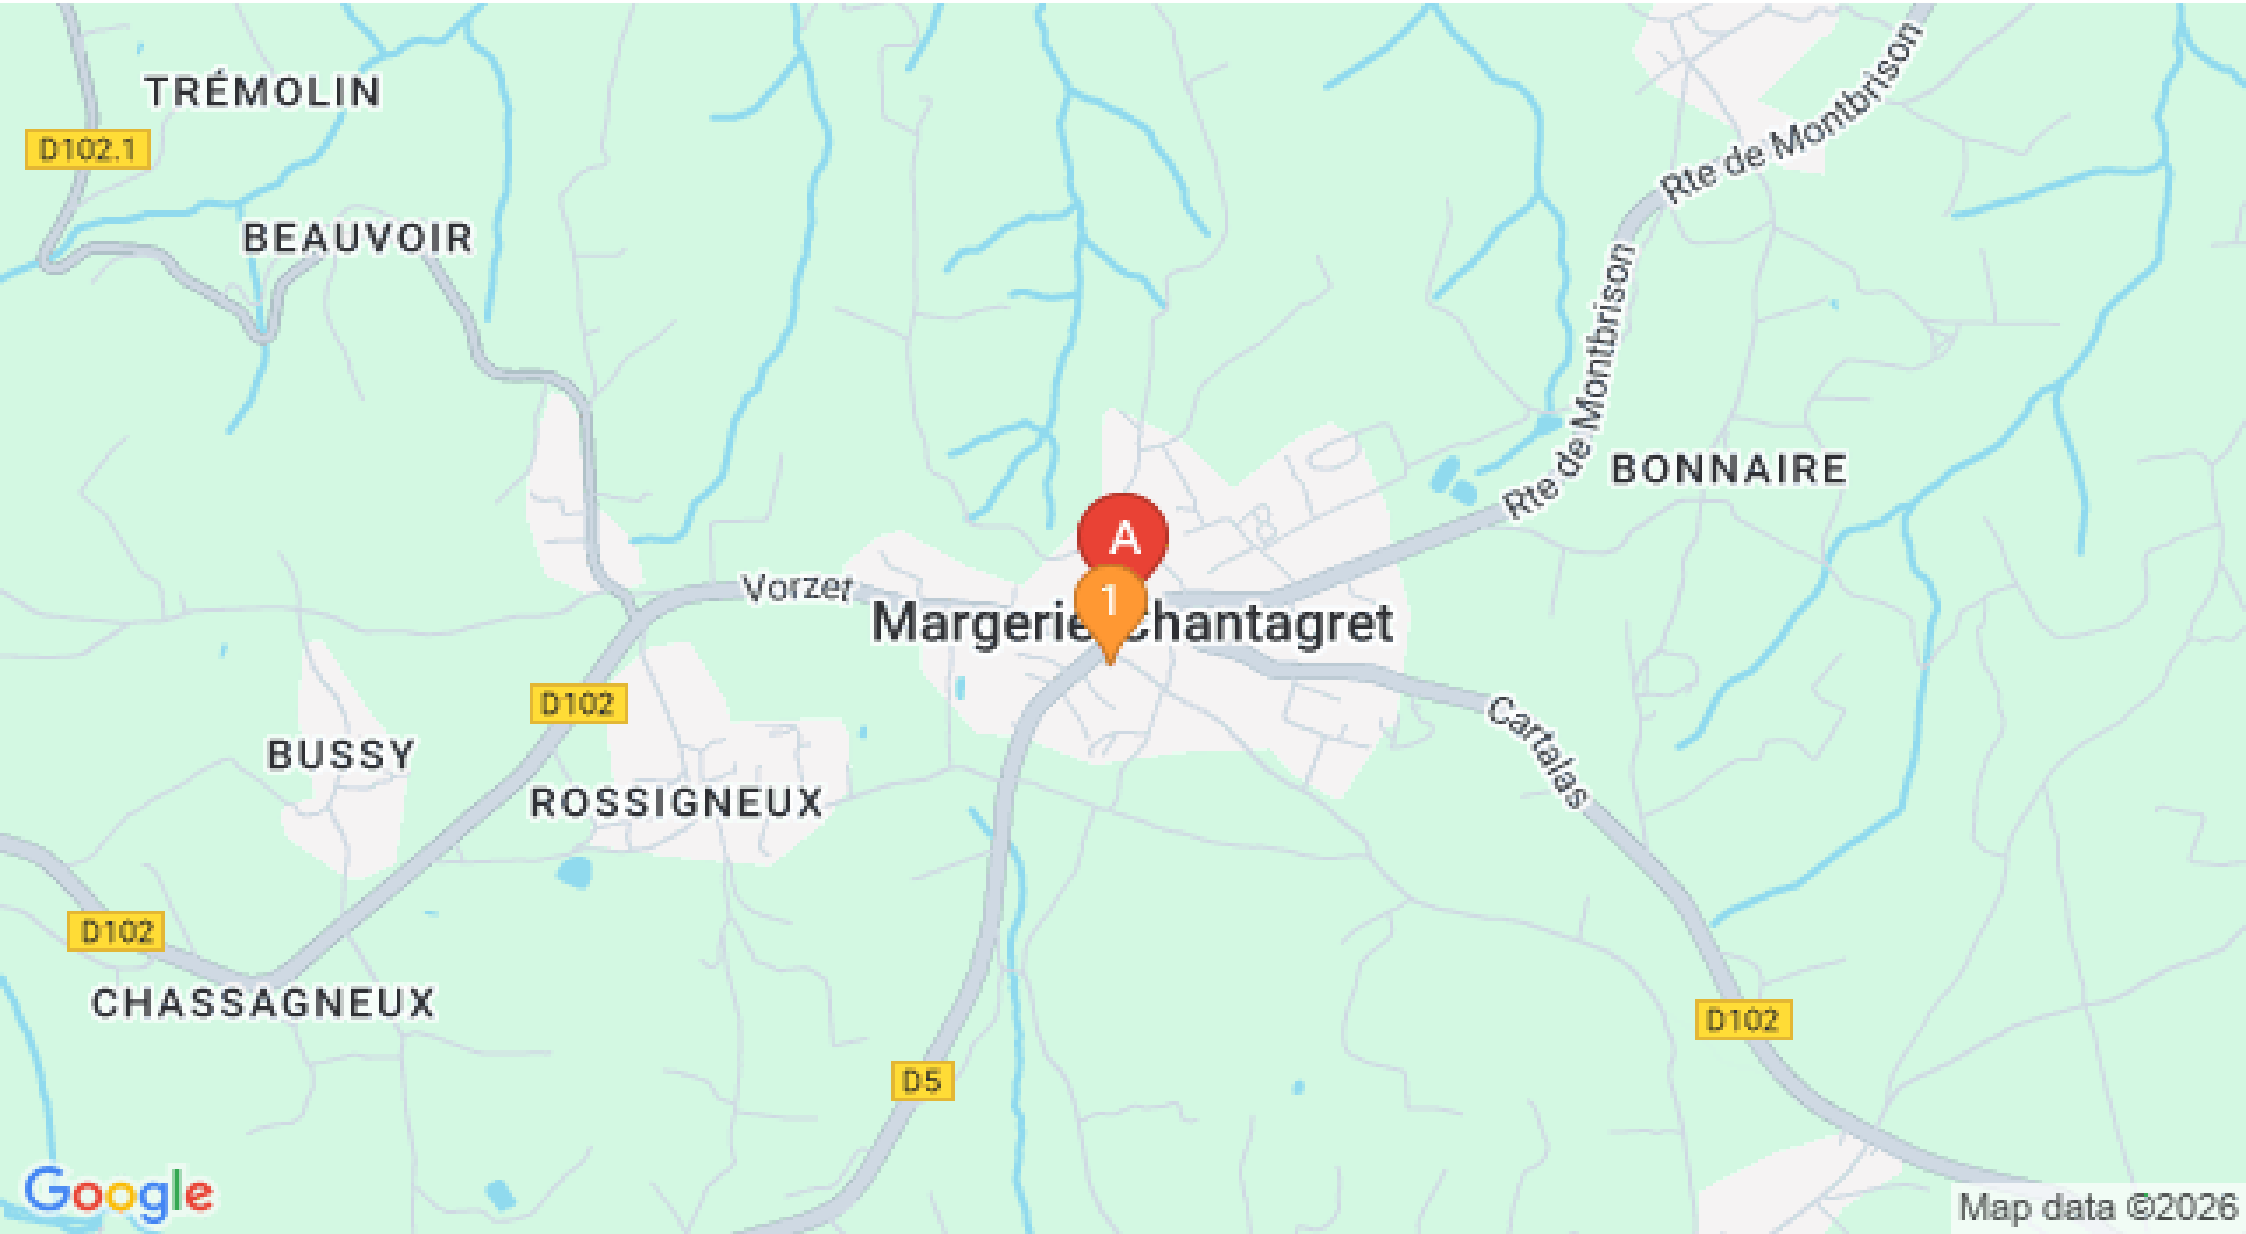 Rte de Montbrison
TRÉMOLIN
D102.1
BEAUVOIR
Rte de Montbrison
BONNAIRE
A
Vorzet
1
Margerie Chantagret
D102
Cartalas
BUSSY
ROSSIGNEUX
D102
CHASSAGNEUX
D102
D5
Google
Map data ©2026